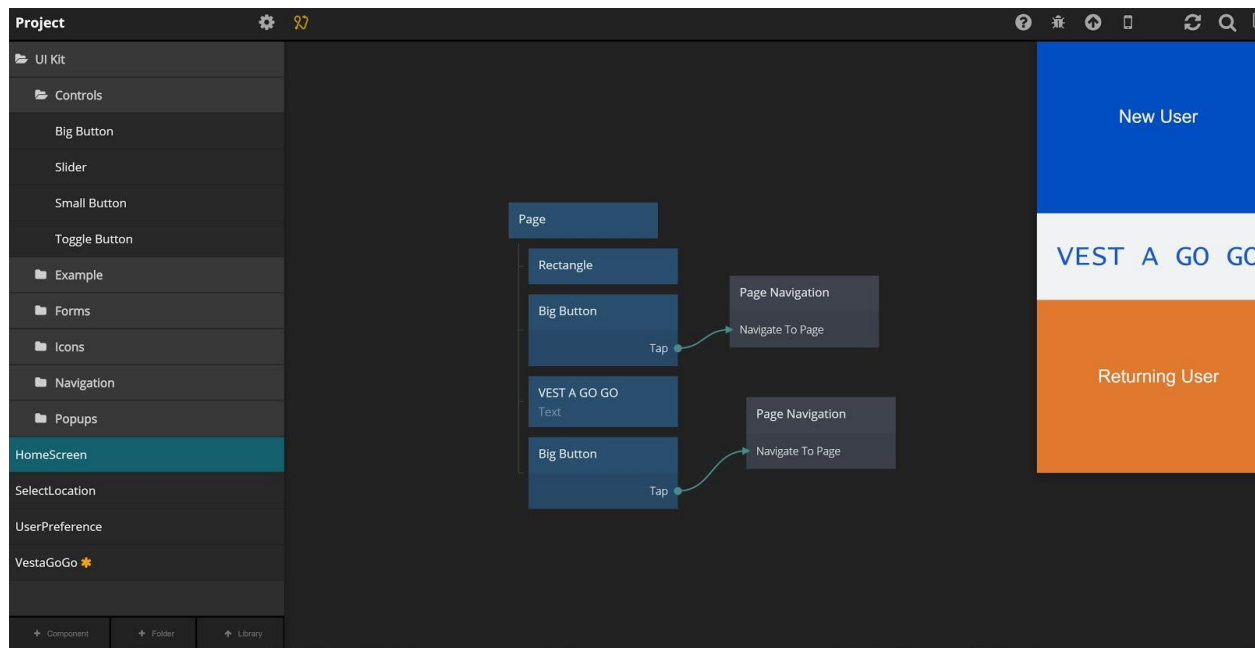 Project
UI Kit
Controls
Big Button
Slider
Small Button
Toggle Button
Example
Forms
Icons
Navigation
Popups
HomeScreen
SelectLocation
UserPreference
VestaGoGo
Component
Folder
Library
Page
Rectangle
Big Button
Tap
VEST A GO GO
Text
Big Button
Tap
Page Navigation
Navigate To Page
Page Navigation
Navigate To Page
New User
VEST A GO GO
Returning User